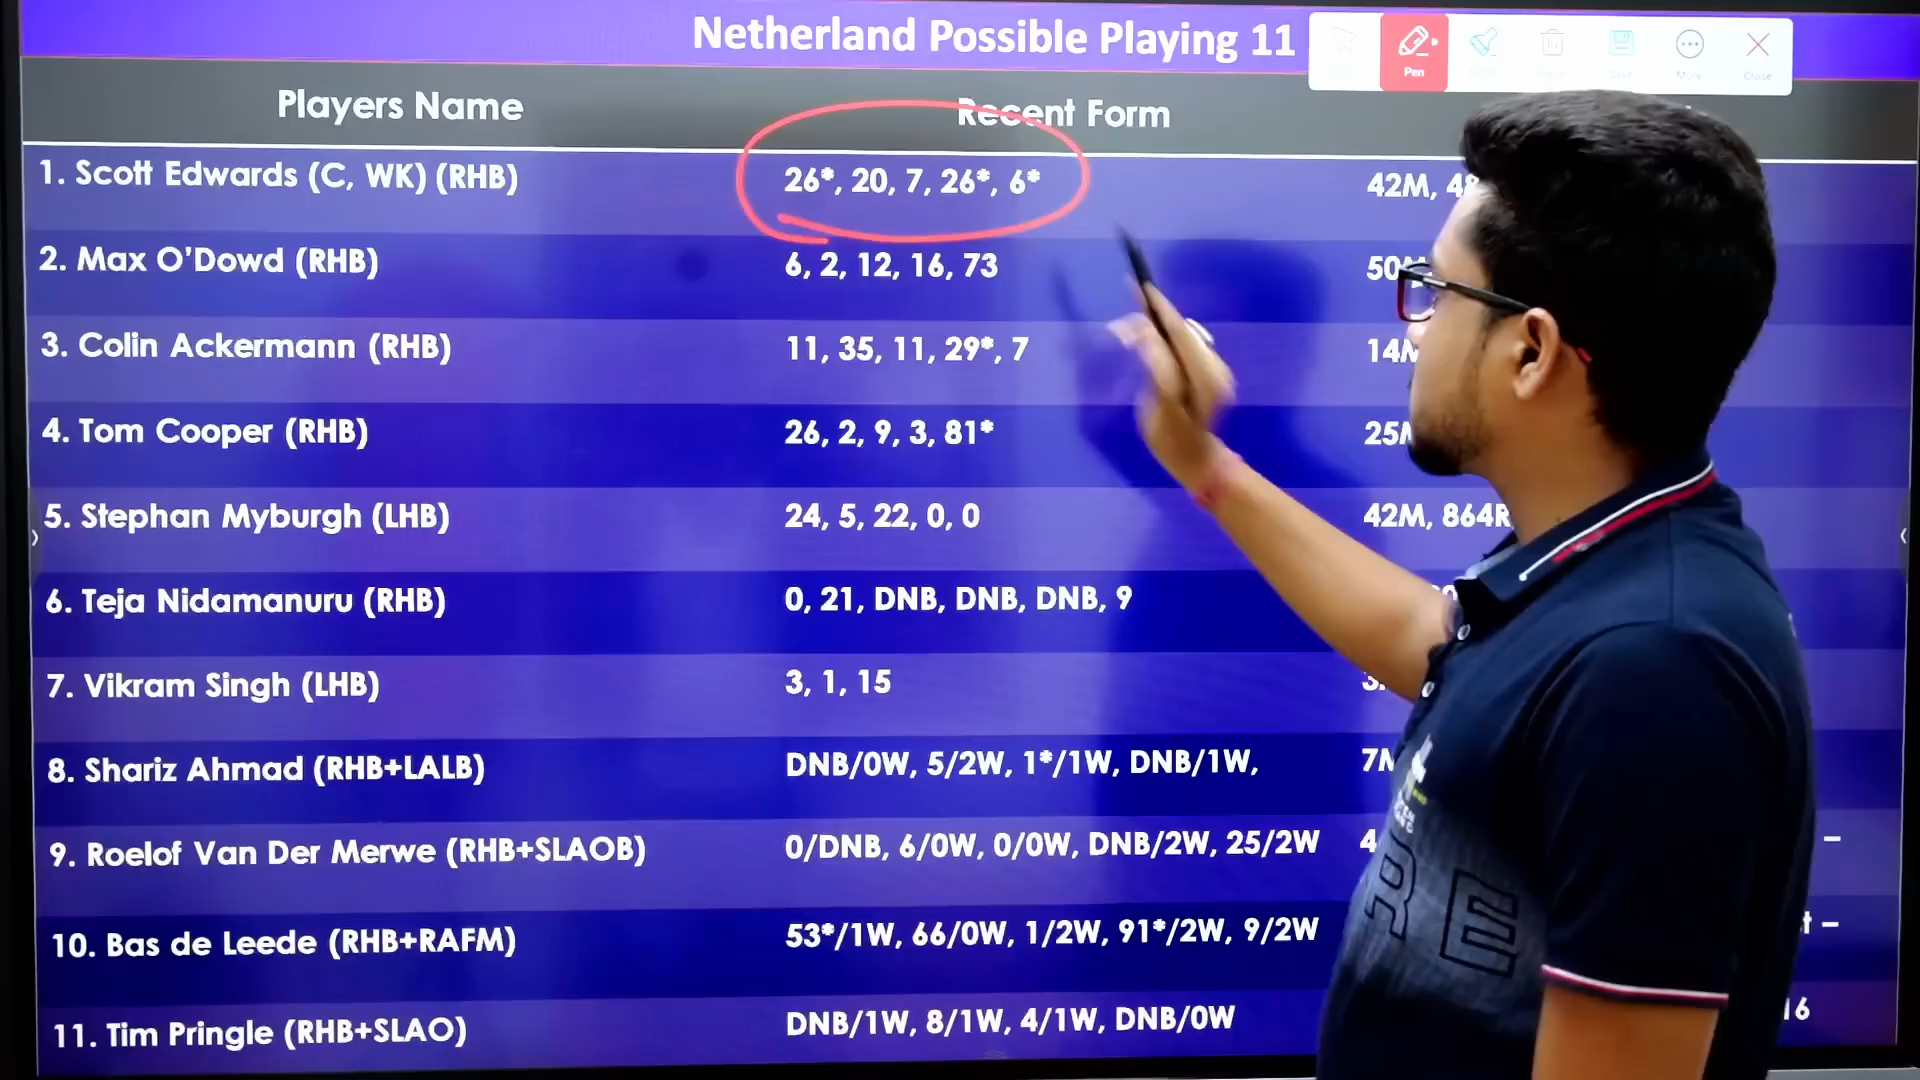 Netherland Possible Playing 11
Pen
More
Close
Players Name
Recent Form
1. Scott Edwards (C, WK) (RHB)
26*, 20, 7, 26*, 6*
42M,
2. Max O'Dowd (RHB)
6, 2, 12, 16, 73
3. Colin Ackermann (RHB)
11, 35, 11, 29*, 7
4. Tom Cooper (RHB)
26, 2, 9, 3, 81*
5. Stephan Myburgh (LHB)
24, 5, 22, 0, 0
42M, 864R
6. Teja Nidamanuru (RHB)
0, 21, DNB, DNB, DNB, 9
7. Vikram Singh (LHB)
3, 1, 15
8. Shariz Ahmad (RHB+LALB)
DNB/0W, 5/2W, 1*/1W, DNB/1W,
9. Roelof Van Der Merwe (RHB+SLAOB)
0/DNB, 6/0W, 0/0W, DNB/2W, 25/2W
10. Bas de Leede (RHB+RAFM)
53*/1W, 66/0W, 1/2W, 91*/2W, 9/2W
11. Tim Pringle (RHB+SLAO)
DNB/1W, 8/1W, 4/1W, DNB/0W
16
RE